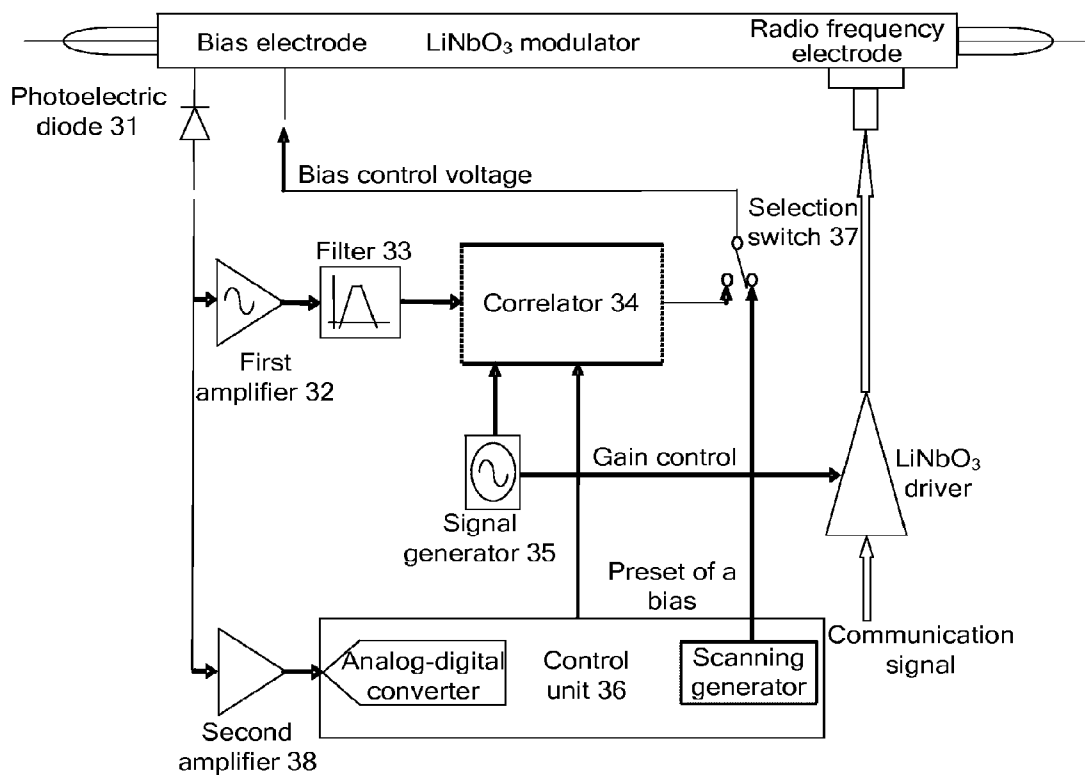 Bias electrode
LiNbO₃ modulator
Radio frequency
electrode
Photoelectric
diode 31
Bias control voltage
Selection
switch 37
Filter 33
Correlator 34
First
amplifier 32
Gain control
LiNbO₃
driver
Signal
generator 35
Preset of a
bias
Communication
signal
Analog-digital
converter
Control
unit 36
Scanning
generator
Second
amplifier 38